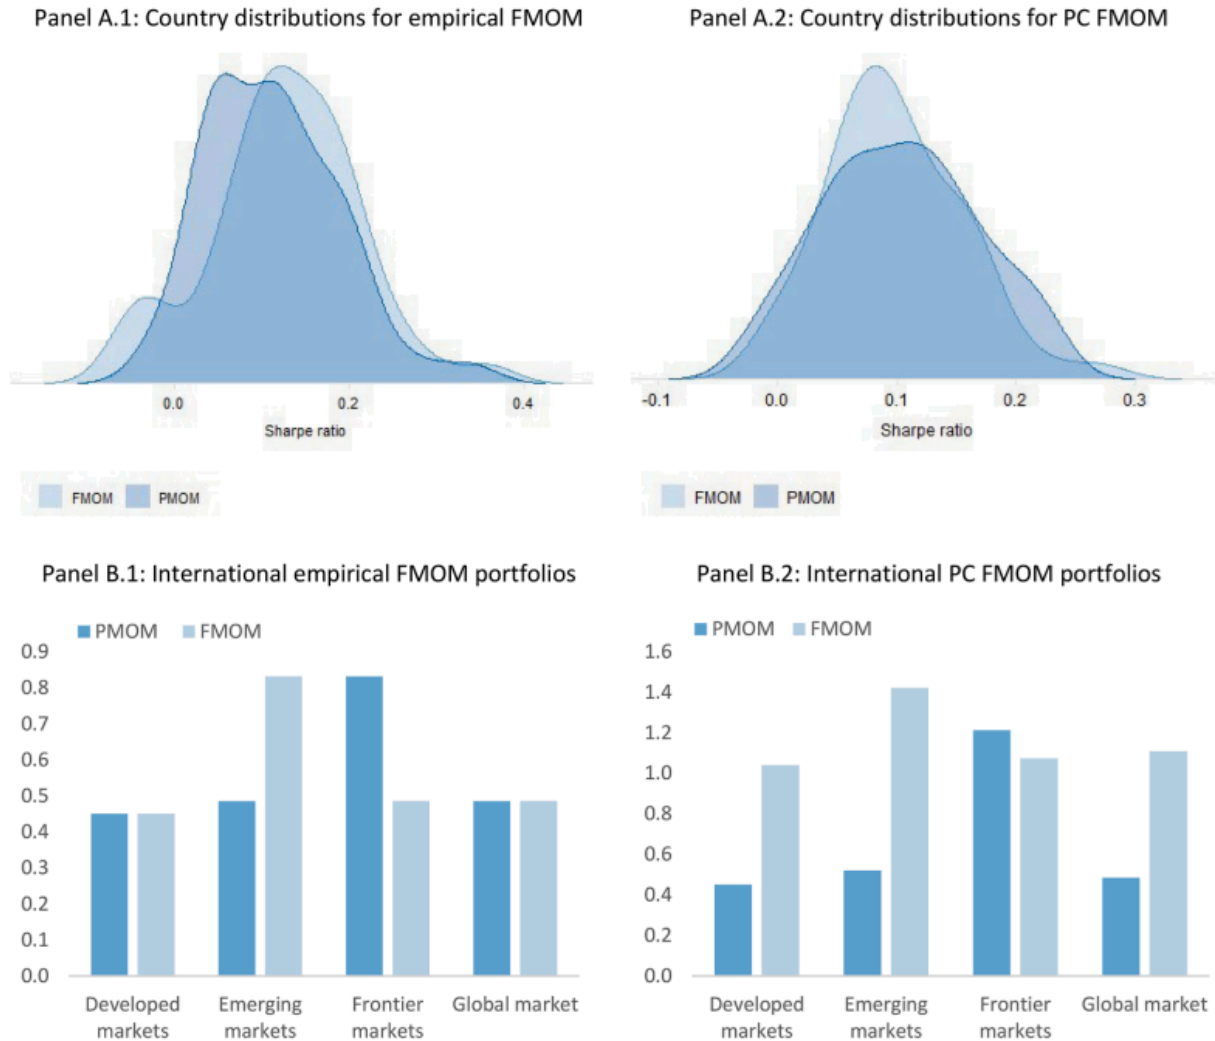 Panel A.1: Country distributions for empirical FMOM
0.0 0.2 0.4
Sharpe ratio
FMOM PMOM
Panel A.2: Country distributions for PC FMOM
-0.1 0.0 0.1 0.2 0.3
Sharpe ratio
FMOM PMOM
Panel B.1: International empirical FMOM portfolios
PMOM FMOM
0.9
0.8
0.7
0.6
0.5
0.4
0.3
0.2
0.1
0.0
Developed markets
Emerging markets
Frontier markets
Global market
Panel B.2: International PC FMOM portfolios
PMOM FMOM
1.6
1.4
1.2
1.0
0.8
0.6
0.4
0.2
0.0
Developed markets
Emerging markets
Frontier markets
Global market